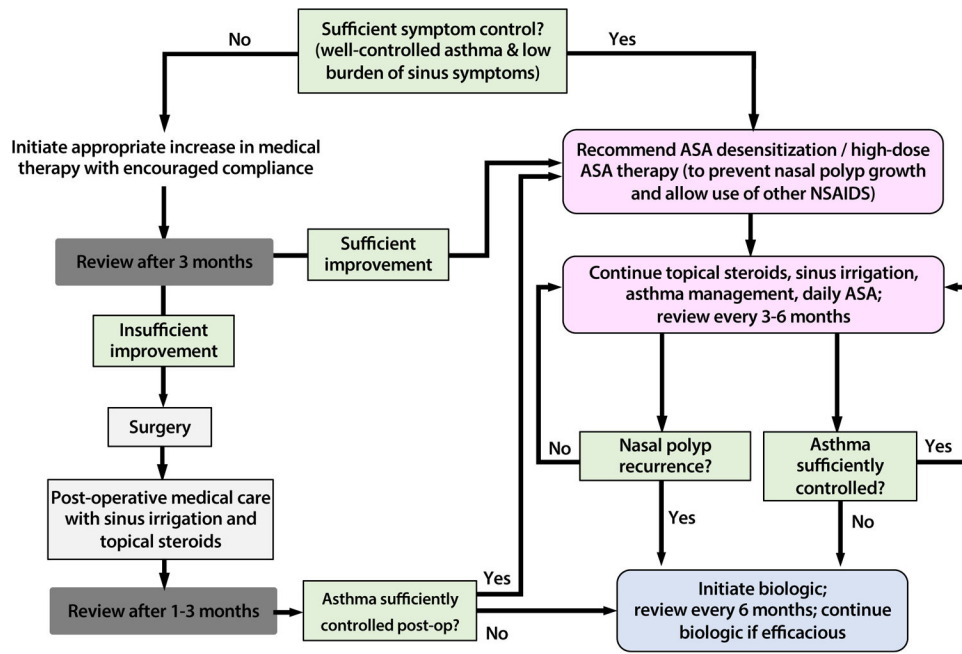 Sufficient symptom control?
(well-controlled asthma & low
burden of sinus symptoms)
No
Yes
Initiate appropriate increase in medical
therapy with encouraged compliance
Recommend ASA desensitization / high-dose
ASA therapy (to prevent nasal polyp growth
and allow use of other NSAIDS)
Review after 3 months
Sufficient
improvement
Continue topical steroids, sinus irrigation,
asthma management, daily ASA;
review every 3-6 months
Insufficient
improvement
Surgery
No
Nasal polyp
recurrence?
Asthma
sufficiently
controlled?
Yes
Post-operative medical care
with sinus irrigation and
topical steroids
Yes
No
Review after 1-3 months
Asthma sufficiently
controlled post-op?
Yes
No
Initiate biologic;
review every 6 months; continue
biologic if efficacious